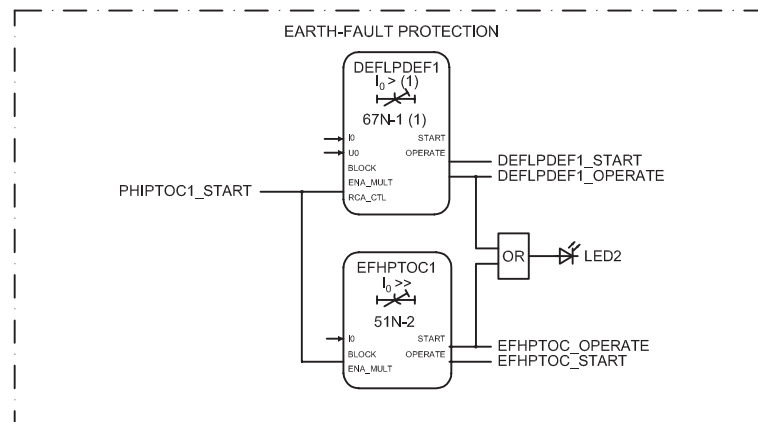 EARTH-FAULT PROTECTION
DEFLPDEF1
I0 > (1)
67N-1 (1)
I0 START
U0 OPERATE
BLOCK
ENA_MULT
RCA_CTL
DEFLPDEF1_START
DEFLPDEF1_OPERATE
PHIPTOC1_START
OR
LED2
EFHPTOC1
I0 >>
51N-2
I0 START
BLOCK OPERATE
ENA_MULT
EFHPTOC_OPERATE
EFHPTOC_START